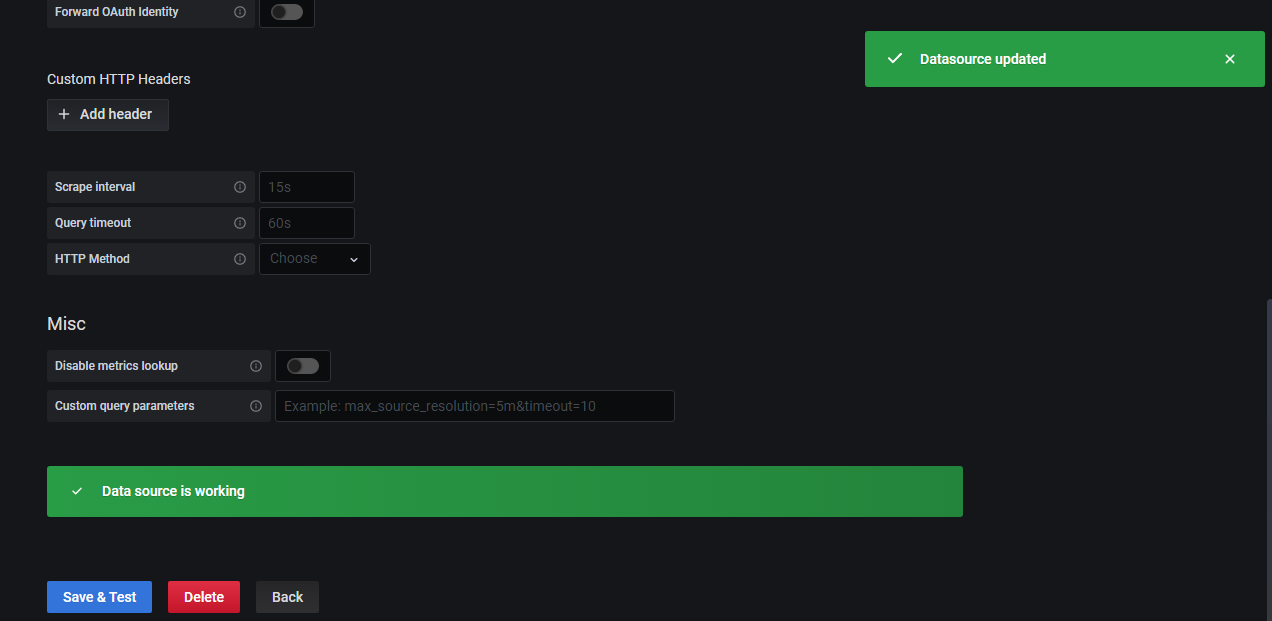 Forward OAuth Identity
Datasource updated
Custom HTTP Headers
Add header
Scrape interval
15s
Query timeout
60s
HTTP Method
Choose
Misc
Disable metrics lookup
Custom query parameters
Example: max_source_resolution=5m&timeout=10
Data source is working
Save & Test
Delete
Back